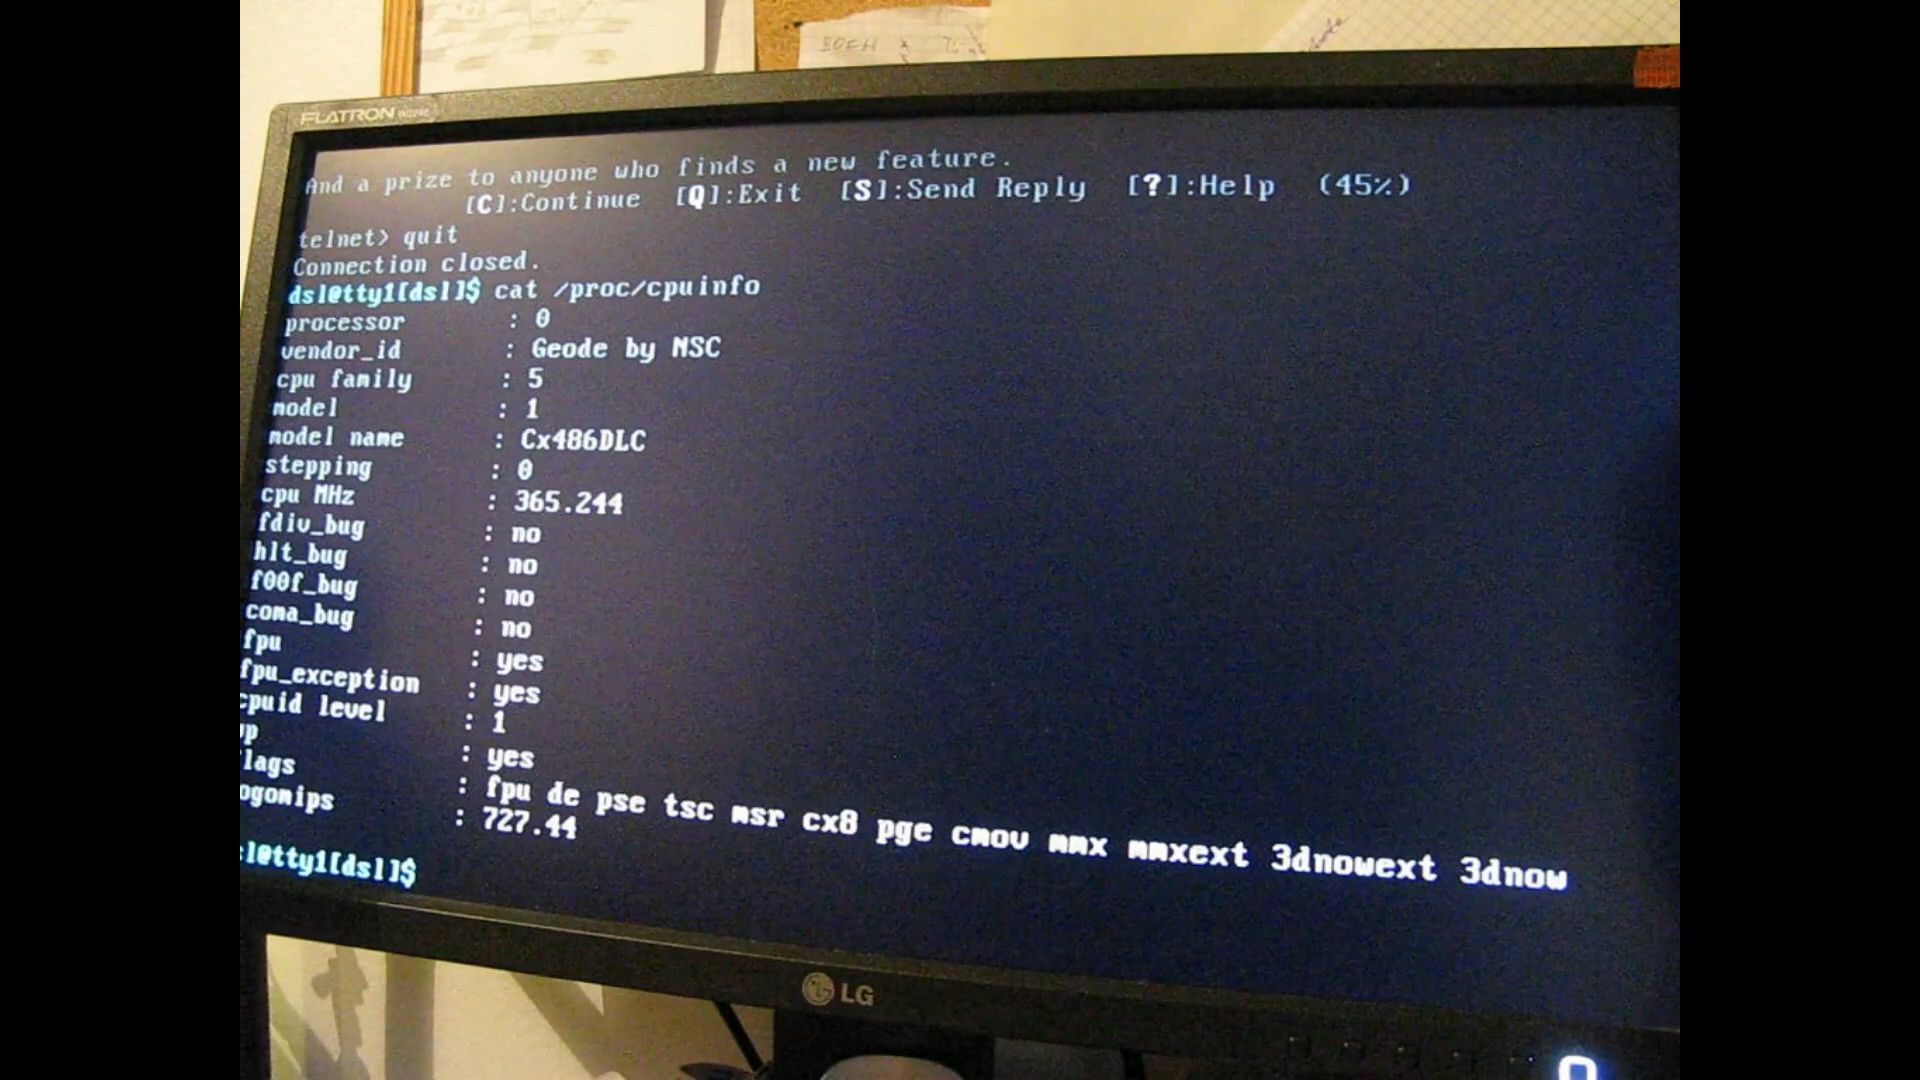 BOFH
FLATRON
And a prize to anyone who finds a new feature.
[C]:Continue [Q]:Exit [S]:Send Reply [?]:Help (45%)
telnet> quit
Connection closed.
dsl@tty1[dsl]$ cat /proc/cpuinfo
processor : 0
vendor_id : Geode by NSC
cpu family : 5
model : 1
model name : Cx486DLC
stepping : 0
cpu MHz : 365.244
fdiv_bug : no
hlt_bug : no
f00f_bug : no
coma_bug : no
fpu : yes
fpu_exception : yes
cpuid level : 1
wp : yes
lags : fpu de pse tsc msr cx8 pge cmov mmx mmxext 3dnowext 3dnow
ogomips : 727.44
sl@tty1[dsl]$
LG